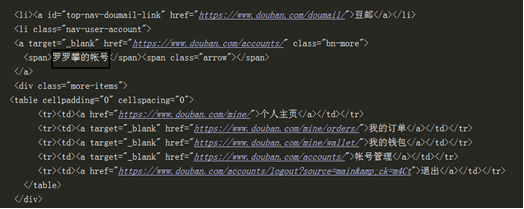 <li><a id="top-nav-doumail-link" href="https://www.douban.com/doumail/">豆邮</a></li>
<li class="nav-user-account">
<a target="_blank" href="https://www.douban.com/accounts/" class="bn-more">
<span>罗罗攀的帐号</span><span class="arrow"></span>
</a>
<div class="more-items">
<table cellpadding="0" cellspacing="0">
<tr><td><a href="https://www.douban.com/mine/">个人主页</a></td></tr>
<tr><td><a target="_blank" href="https://www.douban.com/mine/orders/">我的订单</a></td></tr>
<tr><td><a target="_blank" href="https://www.douban.com/mine/wallet/">我的钱包</a></td></tr>
<tr><td><a target="_blank" href="https://www.douban.com/accounts/">帐号管理</a></td></tr>
<tr><td><a href="https://www.douban.com/accounts/logout?source=main&amp;ck=m4Ct">退出</a></td></tr>
</table>
</div>